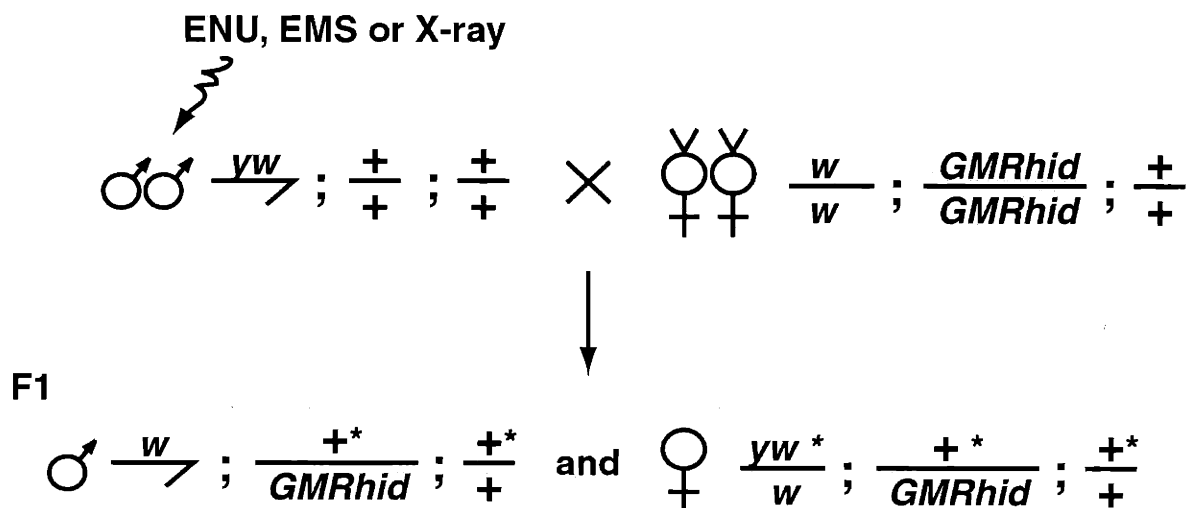 ENU, EMS or X-ray
♂♂ yw ; + ; + × ♀♀ w ; GMRhid ; +
+ + w GMRhid +
F1
♂ w ; +* ; +* and ♀ yw * ; + * ; +*
GMRhid + w GMRhid +